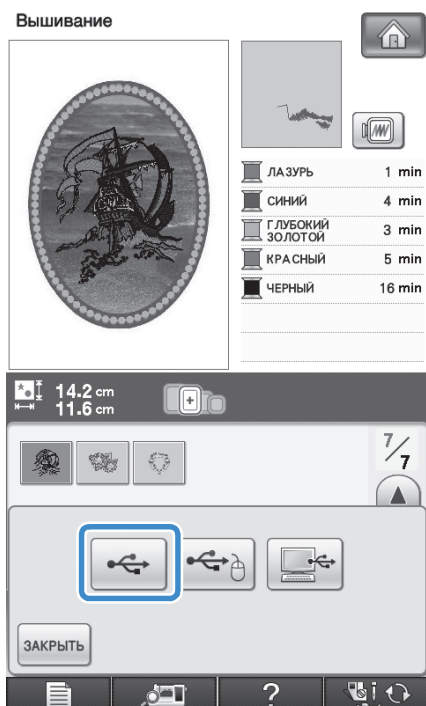 Вышивание
ЛАЗУРЬ 1 min
СИНИЙ 4 min
ГЛУБОКИЙ
ЗОЛОТОЙ 3 min
КРАСНЫЙ 5 min
ЧЕРНЫЙ 16 min
14.2 cm
11.6 cm
7/7
ЗАКРЫТЬ
?